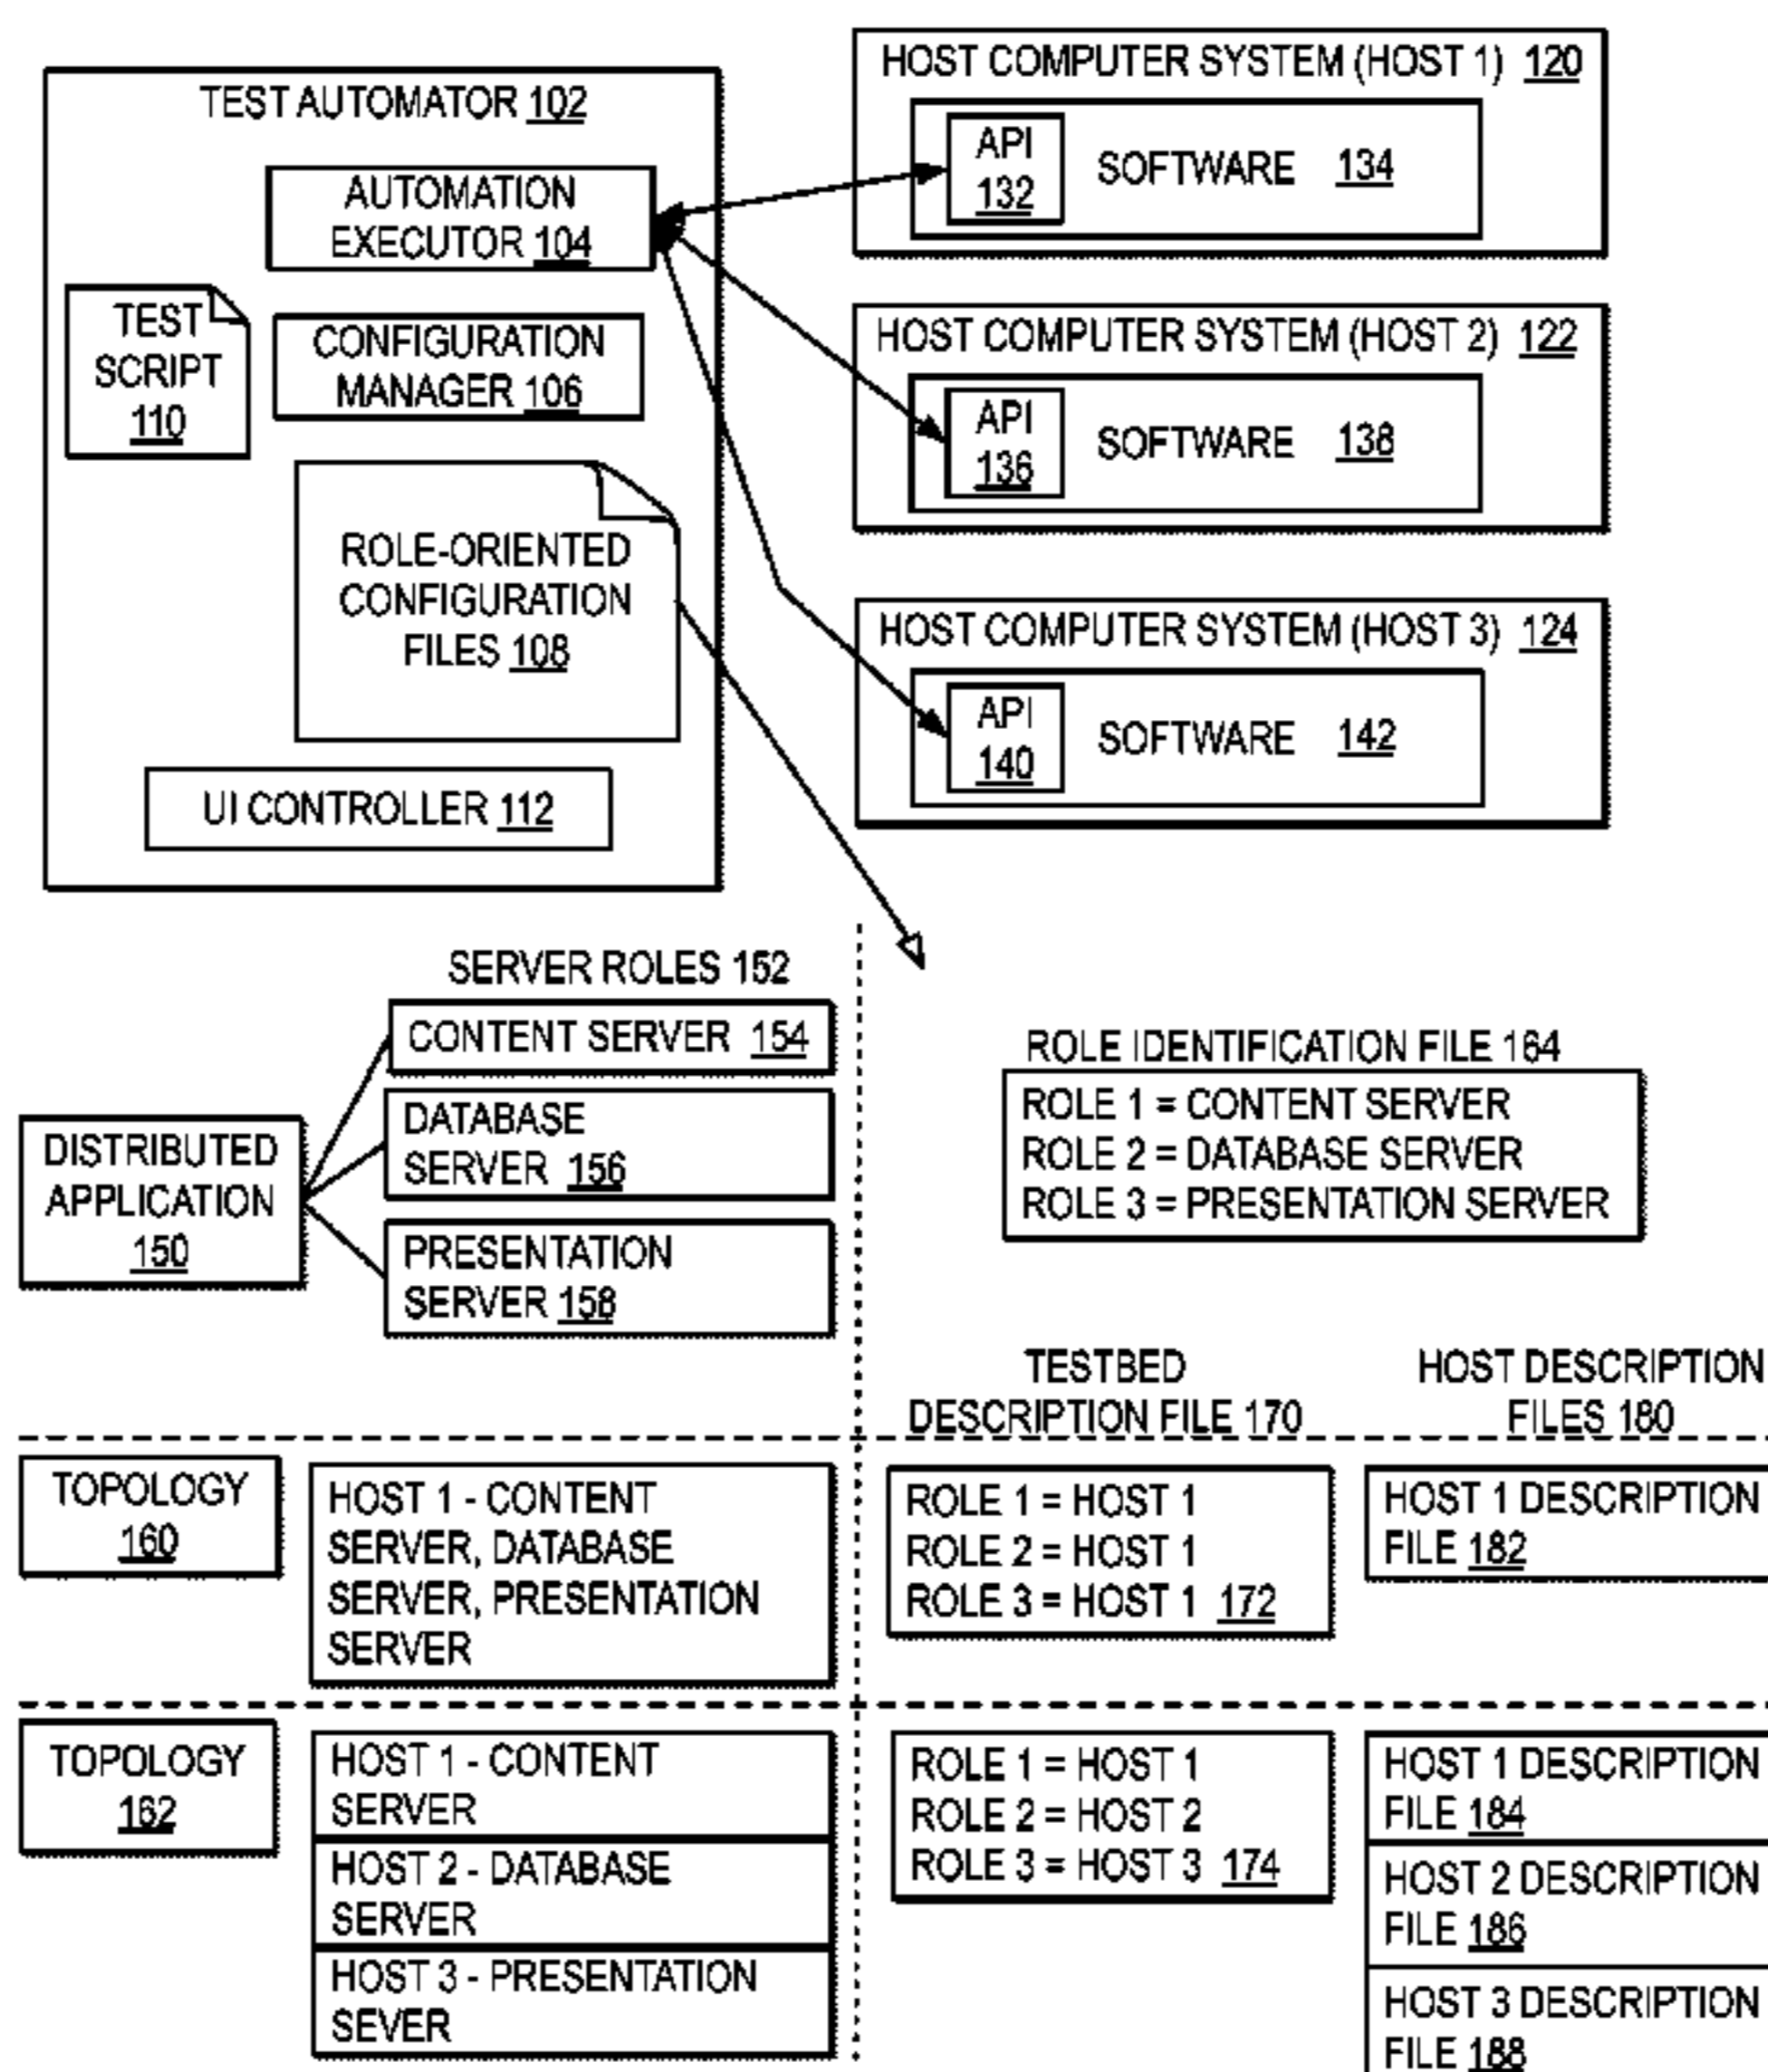 TEST AUTOMATOR 102
AUTOMATION
EXECUTOR 104
TEST
SCRIPT
110
CONFIGURATION
MANAGER 106
ROLE-ORIENTED
CONFIGURATION
FILES 108
UI CONTROLLER 112
HOST COMPUTER SYSTEM (HOST 1) 120
API
132
SOFTWARE 134
HOST COMPUTER SYSTEM (HOST 2) 122
API
136
SOFTWARE 138
HOST COMPUTER SYSTEM (HOST 3) 124
API
140
SOFTWARE 142
SERVER ROLES 152
CONTENT SERVER 154
DATABASE
SERVER 156
PRESENTATION
SERVER 158
DISTRIBUTED
APPLICATION
150
ROLE IDENTIFICATION FILE 164
ROLE 1 = CONTENT SERVER
ROLE 2 = DATABASE SERVER
ROLE 3 = PRESENTATION SERVER
TESTBED
DESCRIPTION FILE 170
HOST DESCRIPTION
FILES 180
TOPOLOGY
160
HOST 1 - CONTENT
SERVER, DATABASE
SERVER, PRESENTATION
SERVER
ROLE 1 = HOST 1
ROLE 2 = HOST 1
ROLE 3 = HOST 1 172
HOST 1 DESCRIPTION
FILE 182
TOPOLOGY
162
HOST 1 - CONTENT
SERVER
HOST 2 - DATABASE
SERVER
HOST 3 - PRESENTATION
SEVER
ROLE 1 = HOST 1
ROLE 2 = HOST 2
ROLE 3 = HOST 3 174
HOST 1 DESCRIPTION
FILE 184
HOST 2 DESCRIPTION
FILE 186
HOST 3 DESCRIPTION
FILE 188